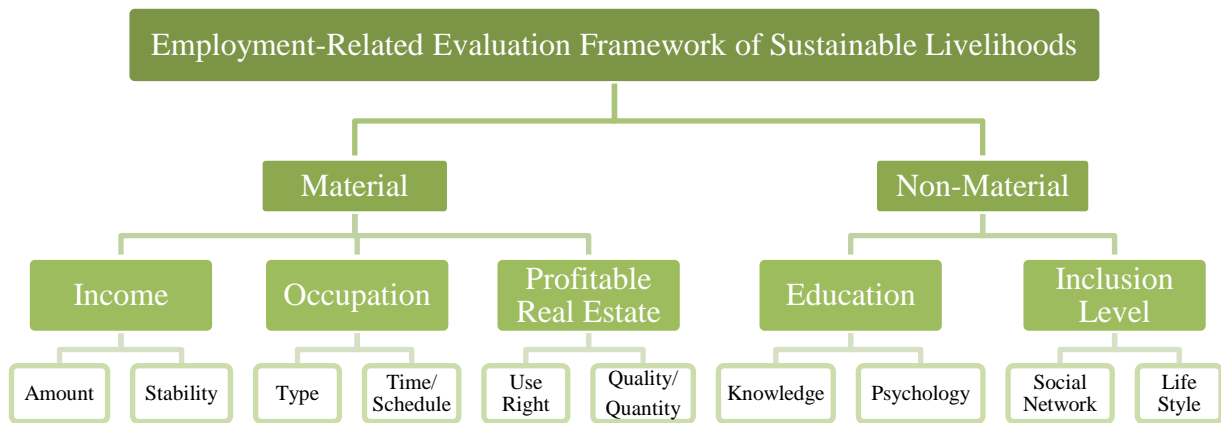 Employment-Related Evaluation Framework of Sustainable Livelihoods
Material
Non-Material
Income
Occupation
Profitable
Real Estate
Education
Inclusion
Level
Amount
Stability
Type
Time/
Schedule
Use
Right
Quality/
Quantity
Knowledge
Psychology
Social
Network
Life
Style